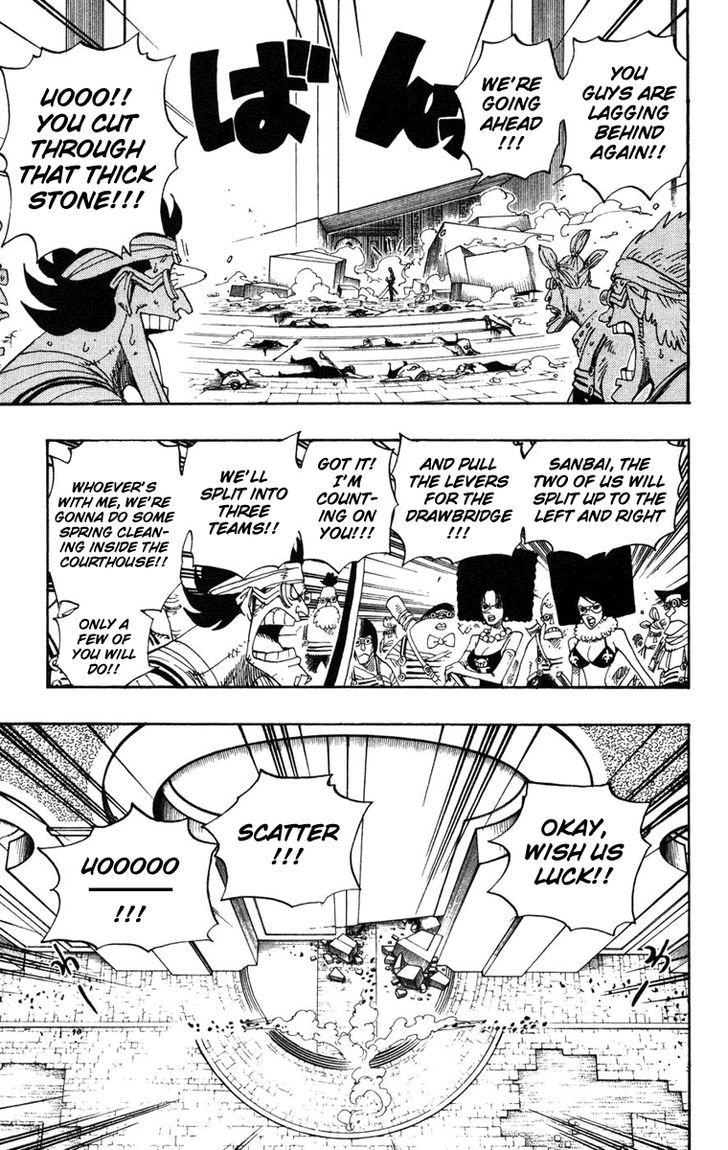 YOU
GUYS ARE
LAGGING
BEHIND
AGAIN!!
WE'RE
GOING
AHEAD
!!!
ばんっ
UOOO!!
YOU CUT
THROUGH
THAT THICK
STONE!!!
SANBAI, THE
TWO OF US WILL
SPLIT UP TO THE
LEFT AND RIGHT
AND PULL
THE LEVERS
FOR THE
DRAWBRIDGE
!!!
GOT IT!
I'M
COUNT-
ING ON
YOU!!!
WE'LL
SPLIT INTO
THREE
TEAMS!!
WHOEVER'S
WITH ME, WE'RE
GONNA DO SOME
SPRING CLEAN-
ING INSIDE THE
COURTHOUSE!!
ONLY A
FEW OF
YOU WILL
DO!!
OKAY,
WISH US
LUCK!!
SCATTER
!!!
UOOOOO
!!!